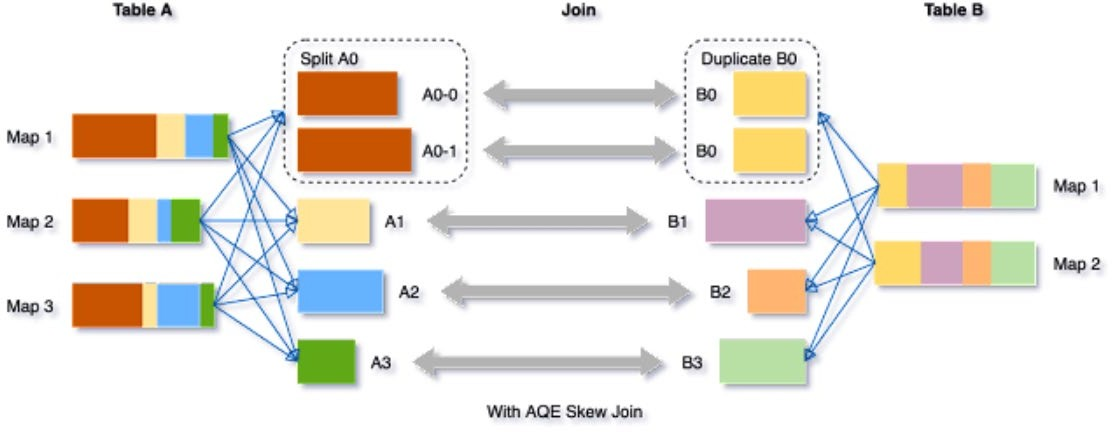 Table A Join Table B
Split A0 Duplicate B0
A0-0 B0
Map 1 A0-1 B0
Map 1
Map 2 A1 B1
Map 2
Map 3 A2 B2
A3 B3
With AQE Skew Join